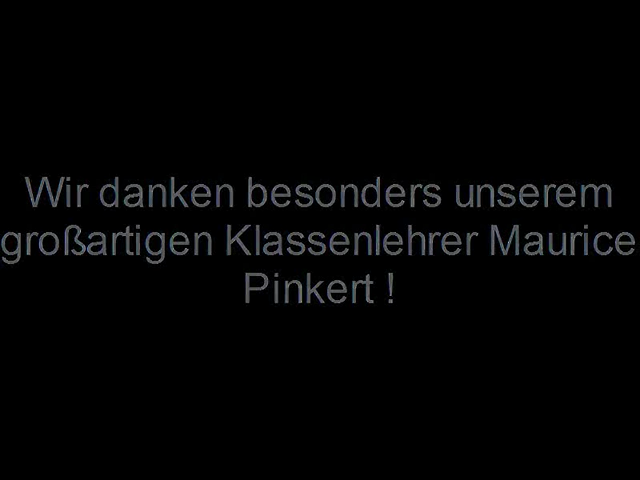 Wir danken besonders unserem
großartigen Klassenlehrer Maurice
Pinkert !